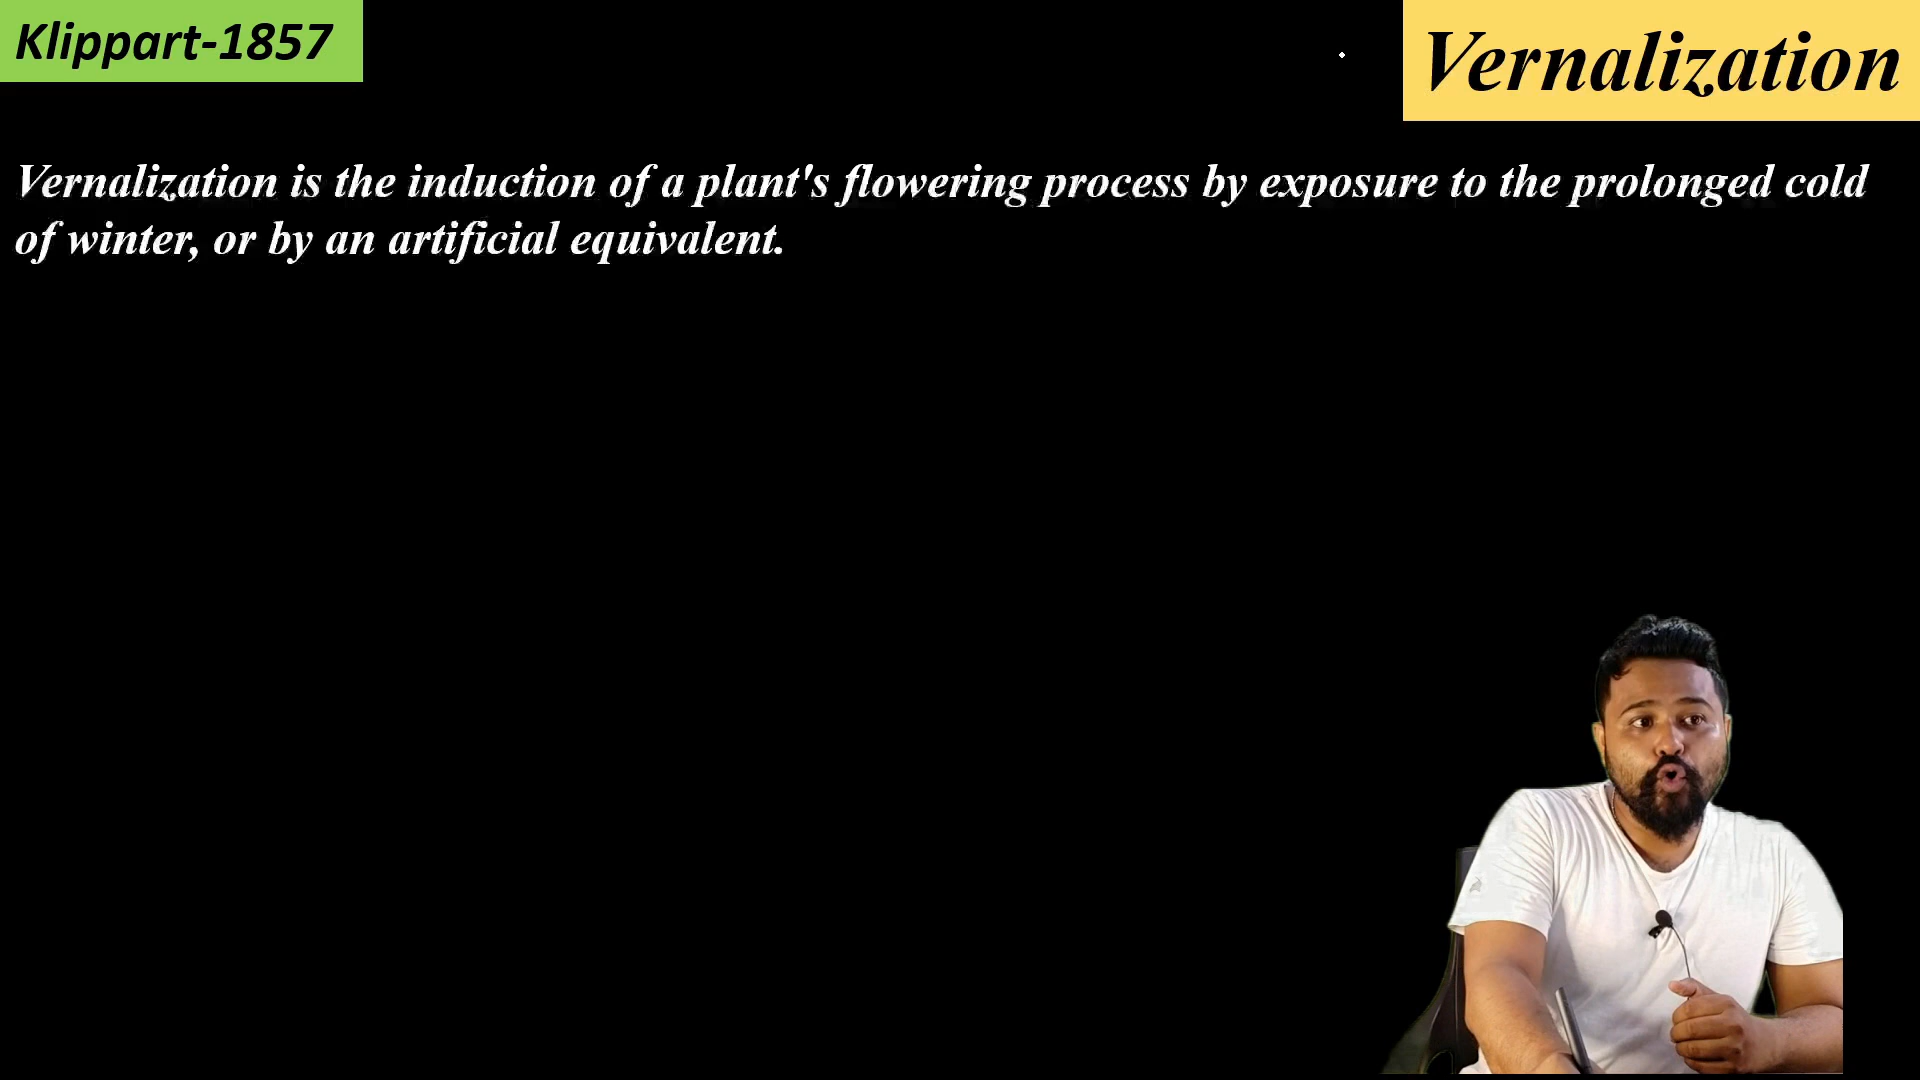 Klippart-1857
Vernalization
Vernalization is the induction of a plant's flowering process by exposure to the prolonged cold
of winter, or by an artificial equivalent.